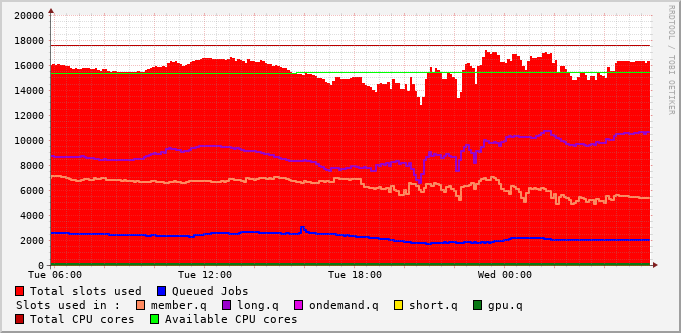 20000
18000
16000
14000
12000
10000
8000
6000
4000
2000
0
Tue 06:00 Tue 12:00 Tue 18:00 Wed 00:00
RRDTOOL / TOBI OETIKER
Total slots used Queued Jobs
Slots used in : member.q long.q ondemand.q short.q gpu.q
Total CPU cores Available CPU cores